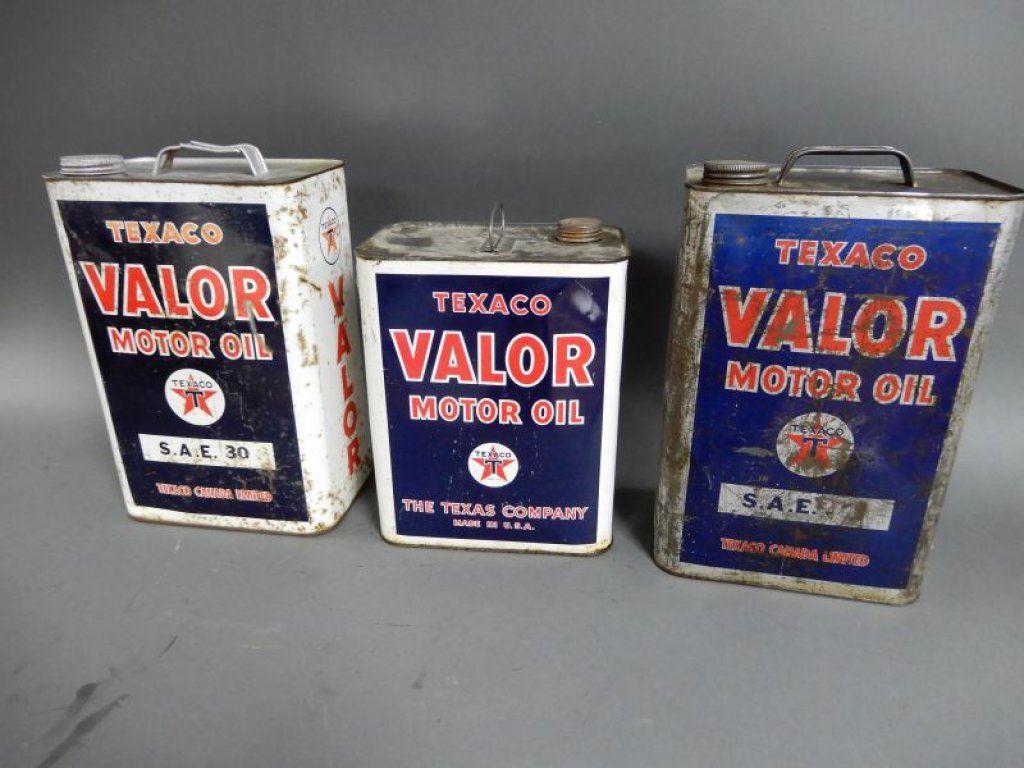 TEXACO
VALOR
MOTOR OIL
TEXACO
T
S.A.E. 30
TEXACO CANADA LIMITED
VALOR
TEXACO
VALOR
MOTOR OIL
TEXACO
T
THE TEXAS COMPANY
MADE IN U.S.A.
TEXACO
VALOR
MOTOR OIL
TEXACO
T
S.A.E.
TEXACO CANADA LIMITED